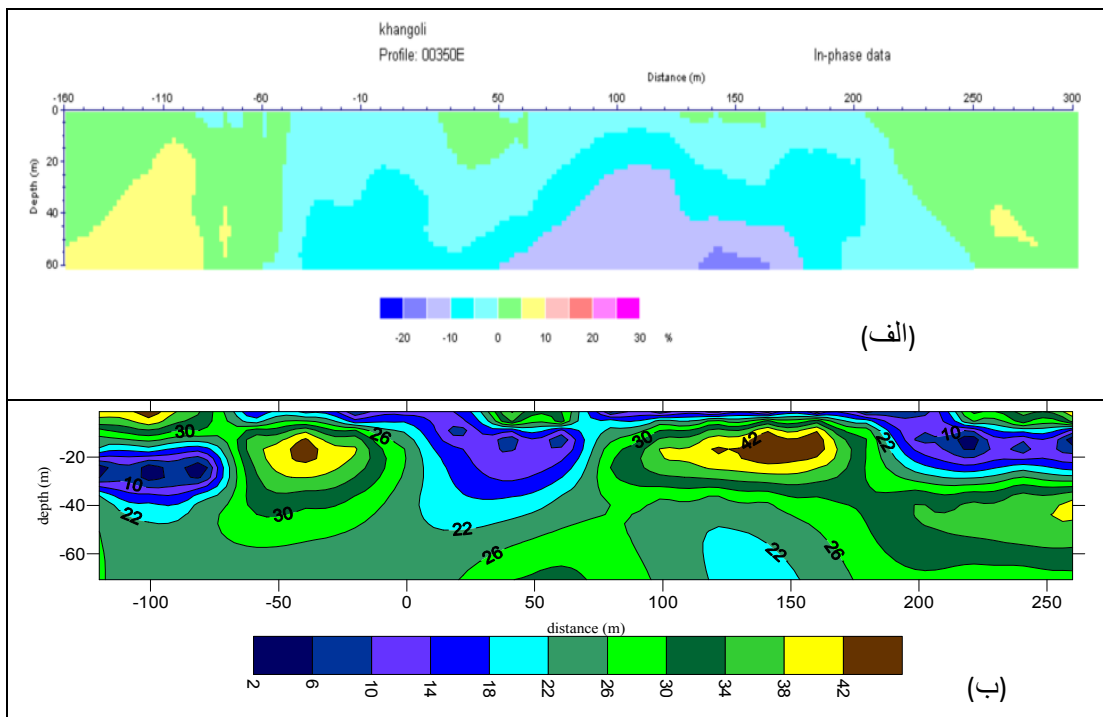 khangoli
Profile: 00350E
In-phase data
Distance (m)
-160 -110 -60 -10 50 100 150 200 250 300
0
20
40
60
Depth (m)
-20 -10 0 10 20 30 %
(الف)
30 26 30 42 22 10
10 22 30 22 26 22 26
-20
-40
-60
depth (m)
-100 -50 0 50 100 150 200 250
distance (m)
2 6 10 14 18 22 26 30 34 38 42
(ب)